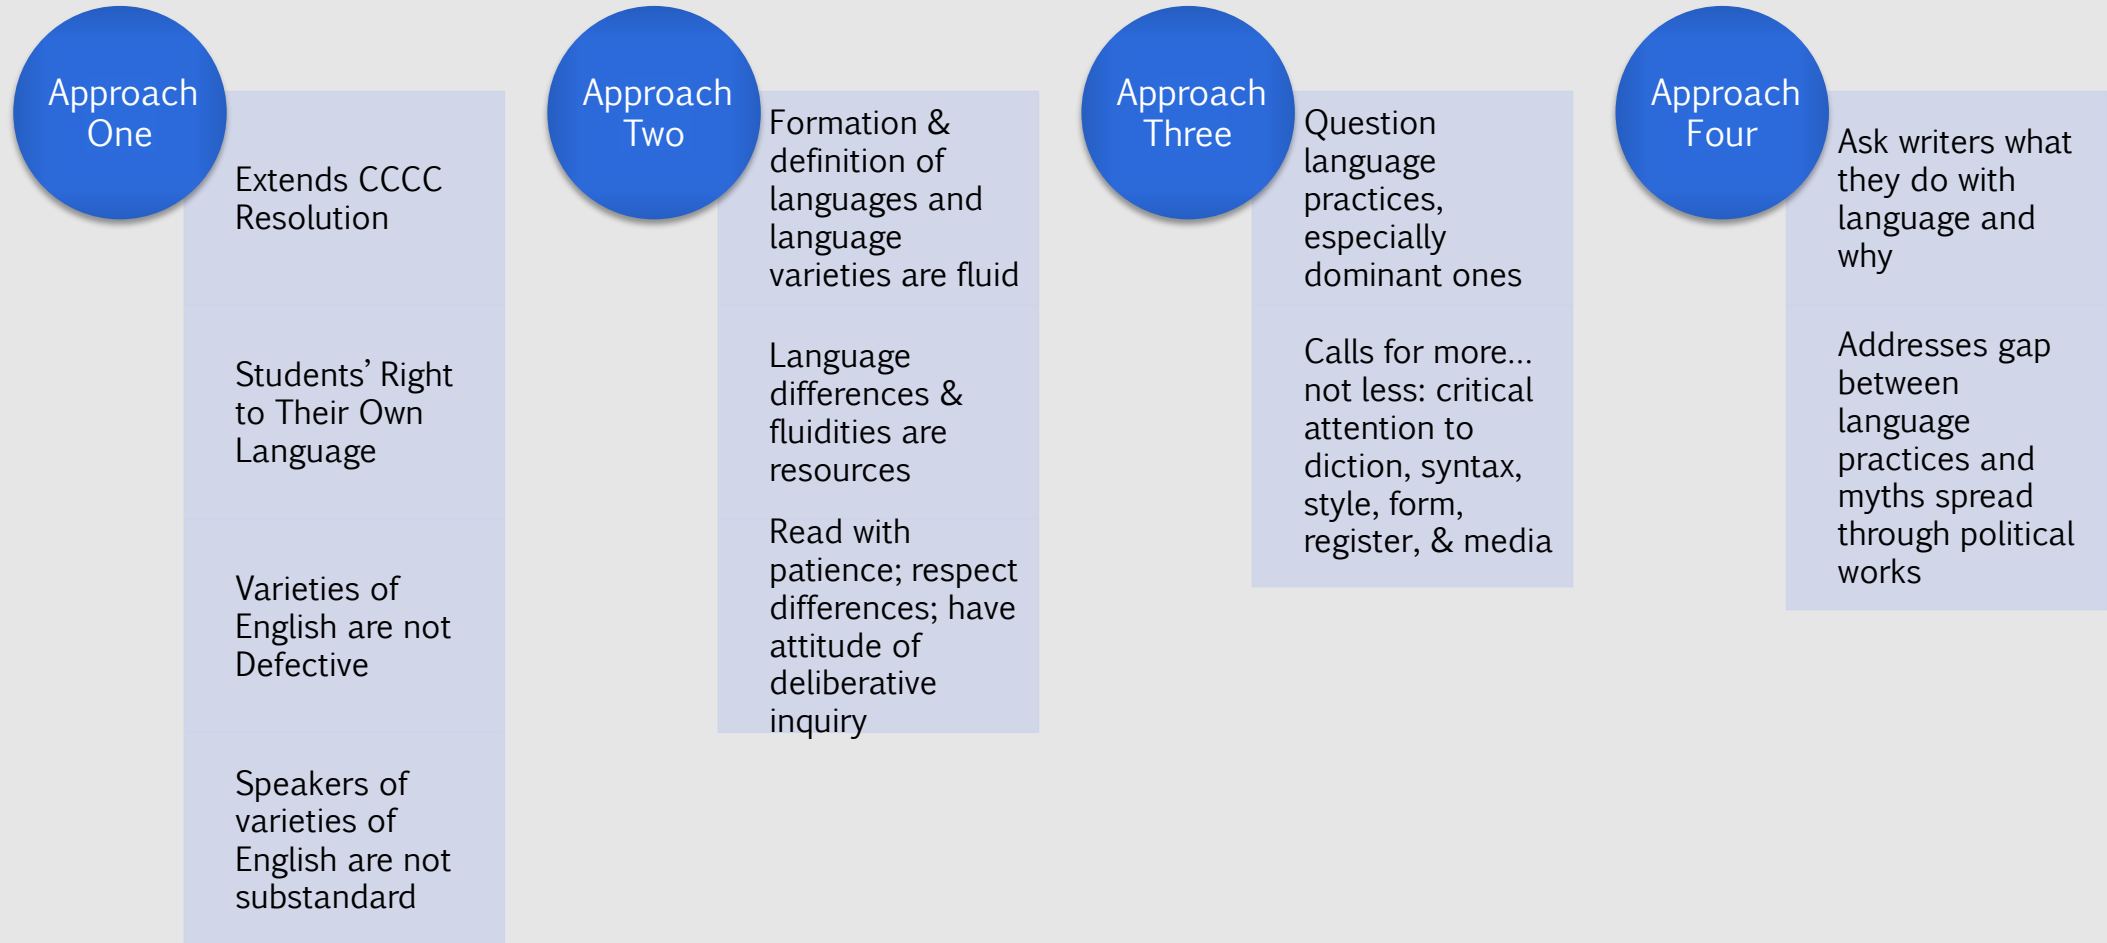 Approach
One
Extends CCCC
Resolution
Students’ Right
to Their Own
Language
Varieties of
English are not
Defective
Speakers of
varieties of
English are not
substandard
Approach
Two
Formation &
definition of
languages and
language
varieties are fluid
Language
differences &
fluidities are
resources
Read with
patience; respect
differences; have
attitude of
deliberative
inquiry
Approach
Three
Question
language
practices,
especially
dominant ones
Calls for more…
not less: critical
attention to
diction, syntax,
style, form,
register, & media
Approach
Four
Ask writers what
they do with
language and
why
Addresses gap
between
language
practices and
myths spread
through political
works